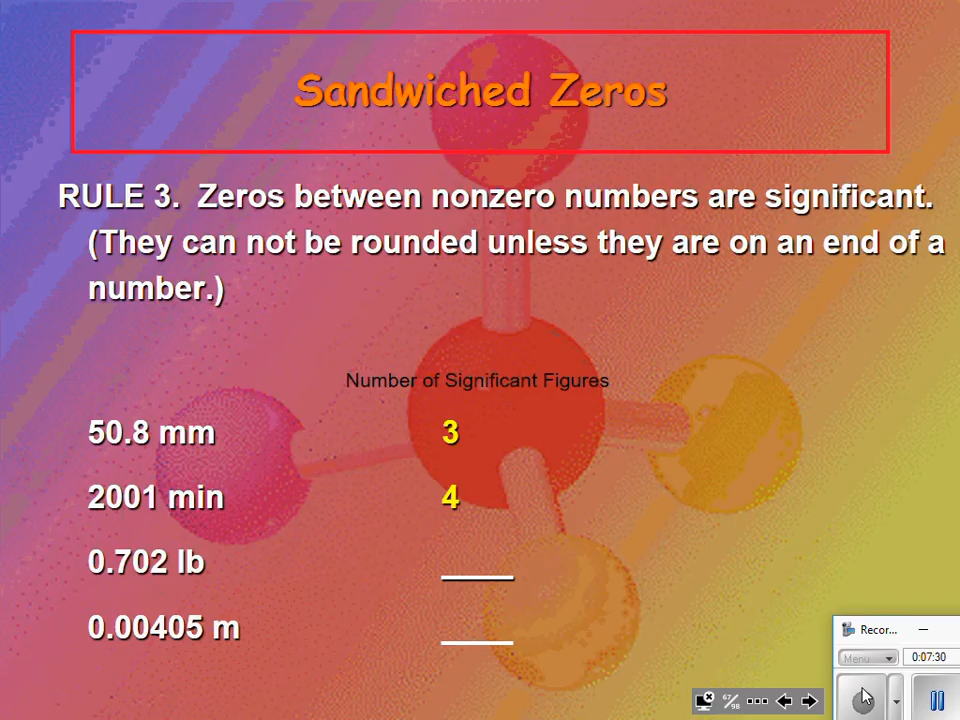 Sandwiched Zeros
RULE 3. Zeros between nonzero numbers are significant.
(They can not be rounded unless they are on an end of a
number.)
Number of Significant Figures
50.8 mm 3
2001 min 4
0.702 lb ____
0.00405 m ____
Recor...
Menu 0:07:30
67/98